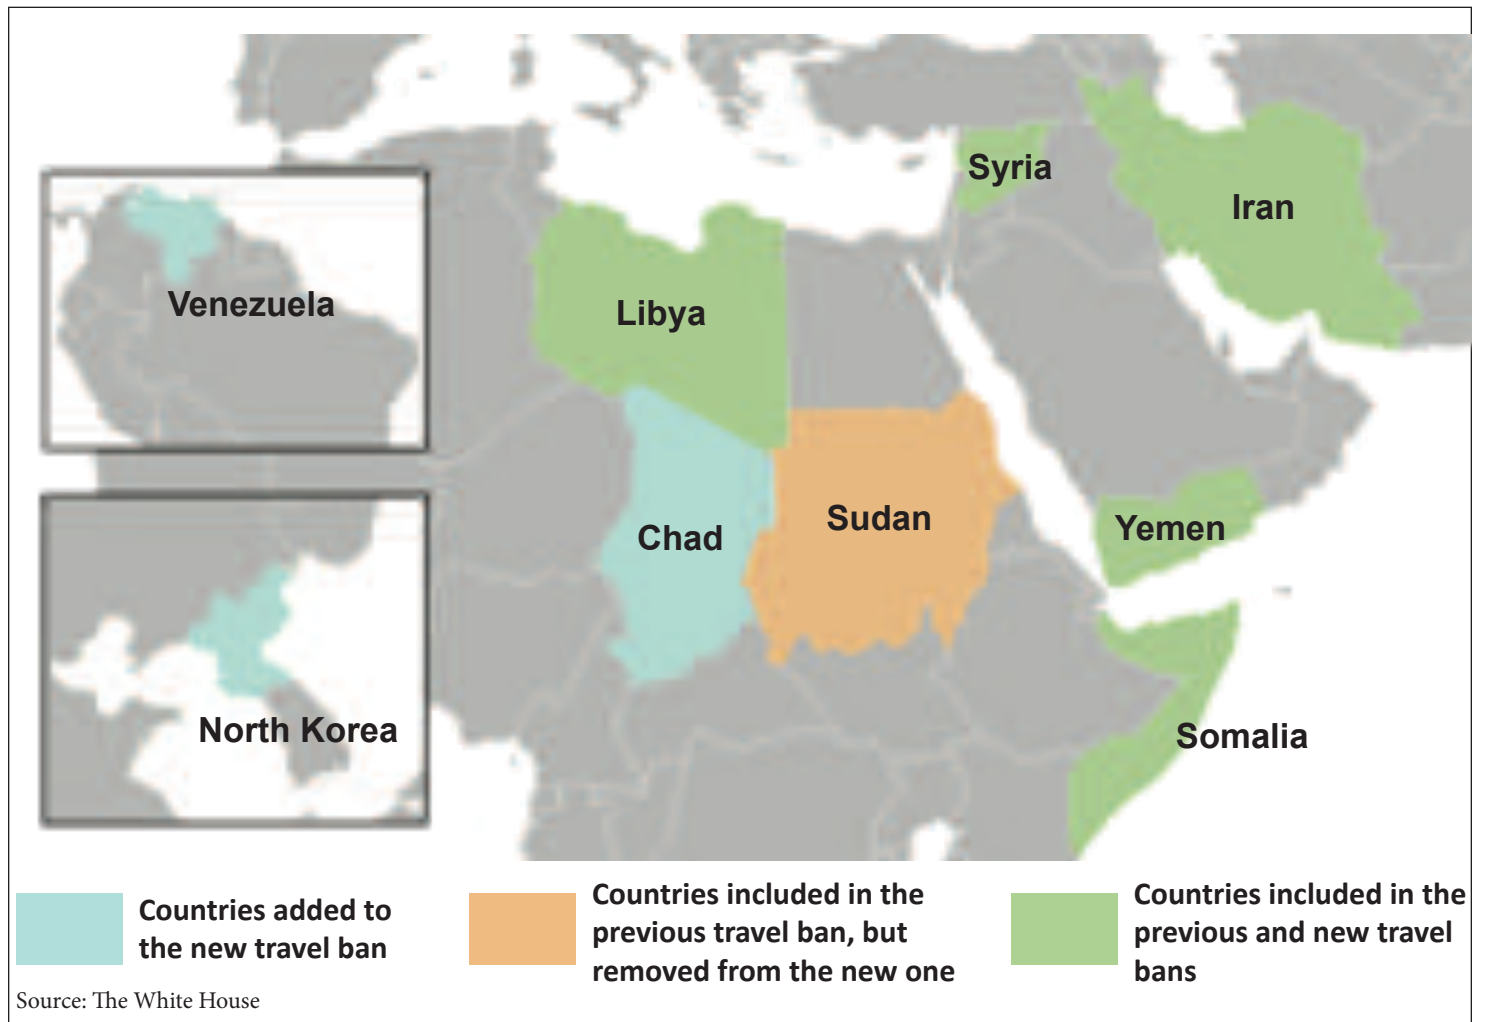 Syria
Iran
Venezuela
Libya
Chad
Sudan
Yemen
North Korea
Somalia
Countries added to
the new travel ban
Countries included in the
previous travel ban, but
removed from the new one
Countries included in the
previous and new travel
bans
Source: The White House